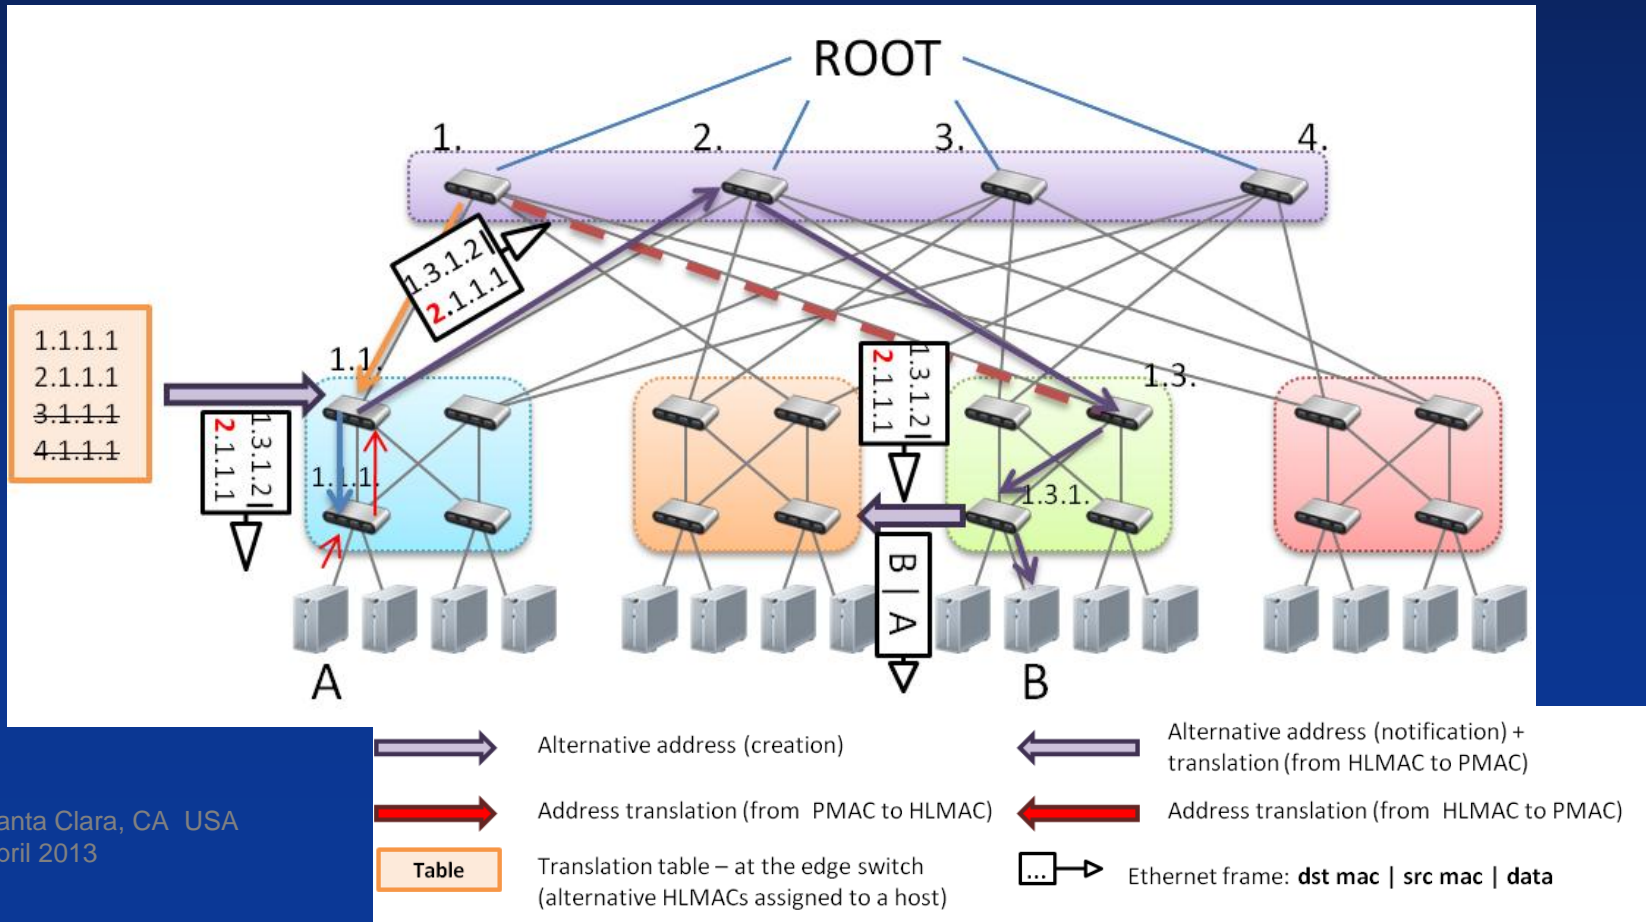 ROOT
1.
2.
3.
4.
1.3.1.2|
2.1.1.1
1.1.1.1
2.1.1.1
3.1.1.1
4.1.1.1
1.1.
1.3.1.2|
2.1.1.1
1.3.
1.3.1.2|
2.1.1.1
1.1.1.
1.3.1.
B | A
A
B
Alternative address (creation)
Alternative address (notification) +
translation (from HLMAC to PMAC)
Address translation (from PMAC to HLMAC)
Address translation (from HLMAC to PMAC)
Table
Translation table – at the edge switch
(alternative HLMACs assigned to a host)
...
Ethernet frame: dst mac | src mac | data
anta Clara, CA USA
pril 2013